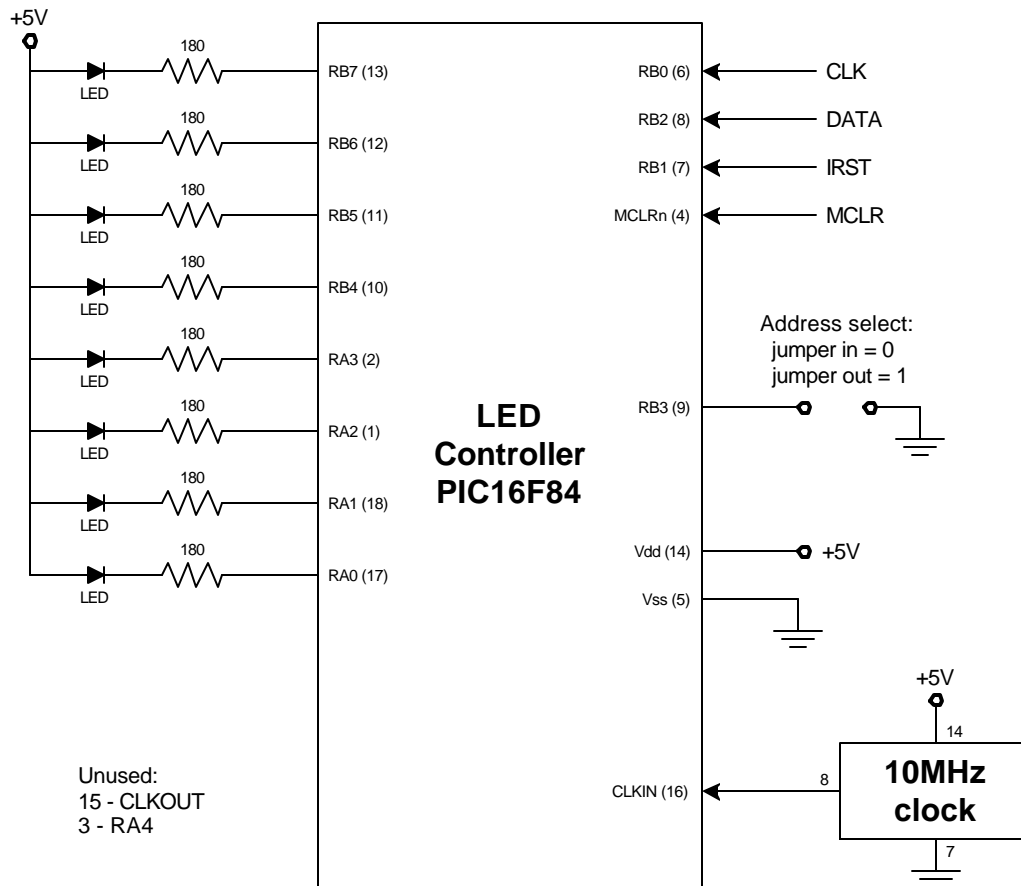 +5V
180
LED
RB7 (13)
180
LED
RB6 (12)
180
LED
RB5 (11)
180
LED
RB4 (10)
180
LED
RA3 (2)
180
LED
RA2 (1)
180
LED
RA1 (18)
180
LED
RA0 (17)
LED
Controller
PIC16F84
RB0 (6)
CLK
RB2 (8)
DATA
RB1 (7)
IRST
MCLRn (4)
MCLR
Address select:
jumper in = 0
jumper out = 1
RB3 (9)
Vdd (14)
+5V
Vss (5)
+5V
14
CLKIN (16)
8
10MHz
clock
7
Unused:
15 - CLKOUT
3 - RA4